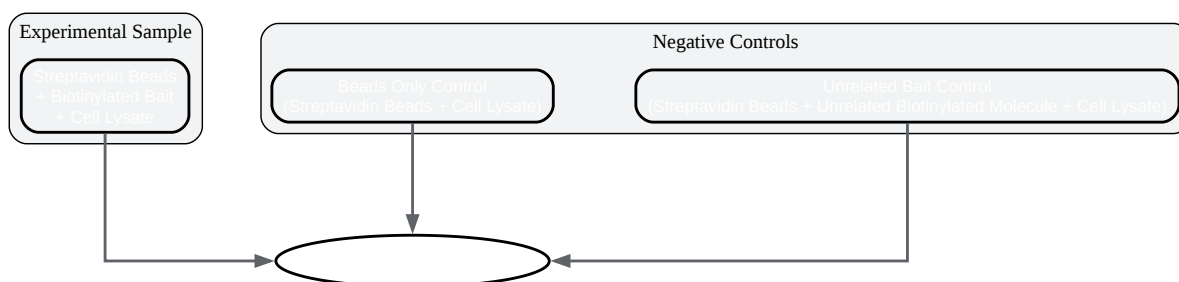 Experimental Sample
Streptavidin Beads
+ Biotinylated Bait
+ Cell Lysate
Negative Controls
Beads Only Control
(Streptavidin Beads + Cell Lysate)
Unrelated Bait Control
(Streptavidin Beads + Unrelated Biotinylated Molecule + Cell Lysate)